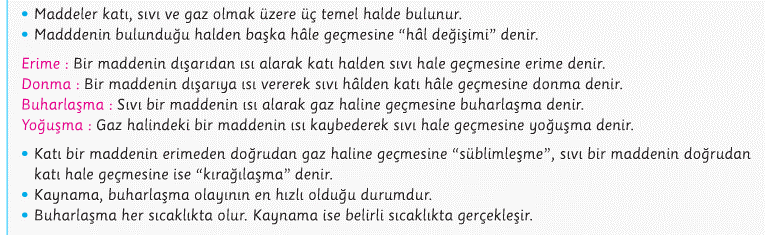 • Maddeler katı, sıvı ve gaz olmak üzere üç temel halde bulunur.
• Madddenin bulunduğu halden başka hâle geçmesine “hâl değişimi” denir.
Erime : Bir maddenin dışarıdan ısı alarak katı halden sıvı hale geçmesine erime denir.
Donma : Bir maddenin dışarıya ısı vererek sıvı hâlden katı hâle geçmesine donma denir.
Buharlaşma : Sıvı bir maddenin ısı alarak gaz haline geçmesine buharlaşma denir.
Yoğuşma : Gaz halindeki bir maddenin ısı kaybederek sıvı hale geçmesine yoğuşma denir.
• Katı bir maddenin erimeden doğrudan gaz haline geçmesine “süblimleşme”, sıvı bir maddenin doğrudan
katı hale geçmesine ise “kırağılaşma” denir.
• Kaynama, buharlaşma olayının en hızlı olduğu durumdur.
• Buharlaşma her sıcaklıkta olur. Kaynama ise belirli sıcaklıkta gerçekleşir.